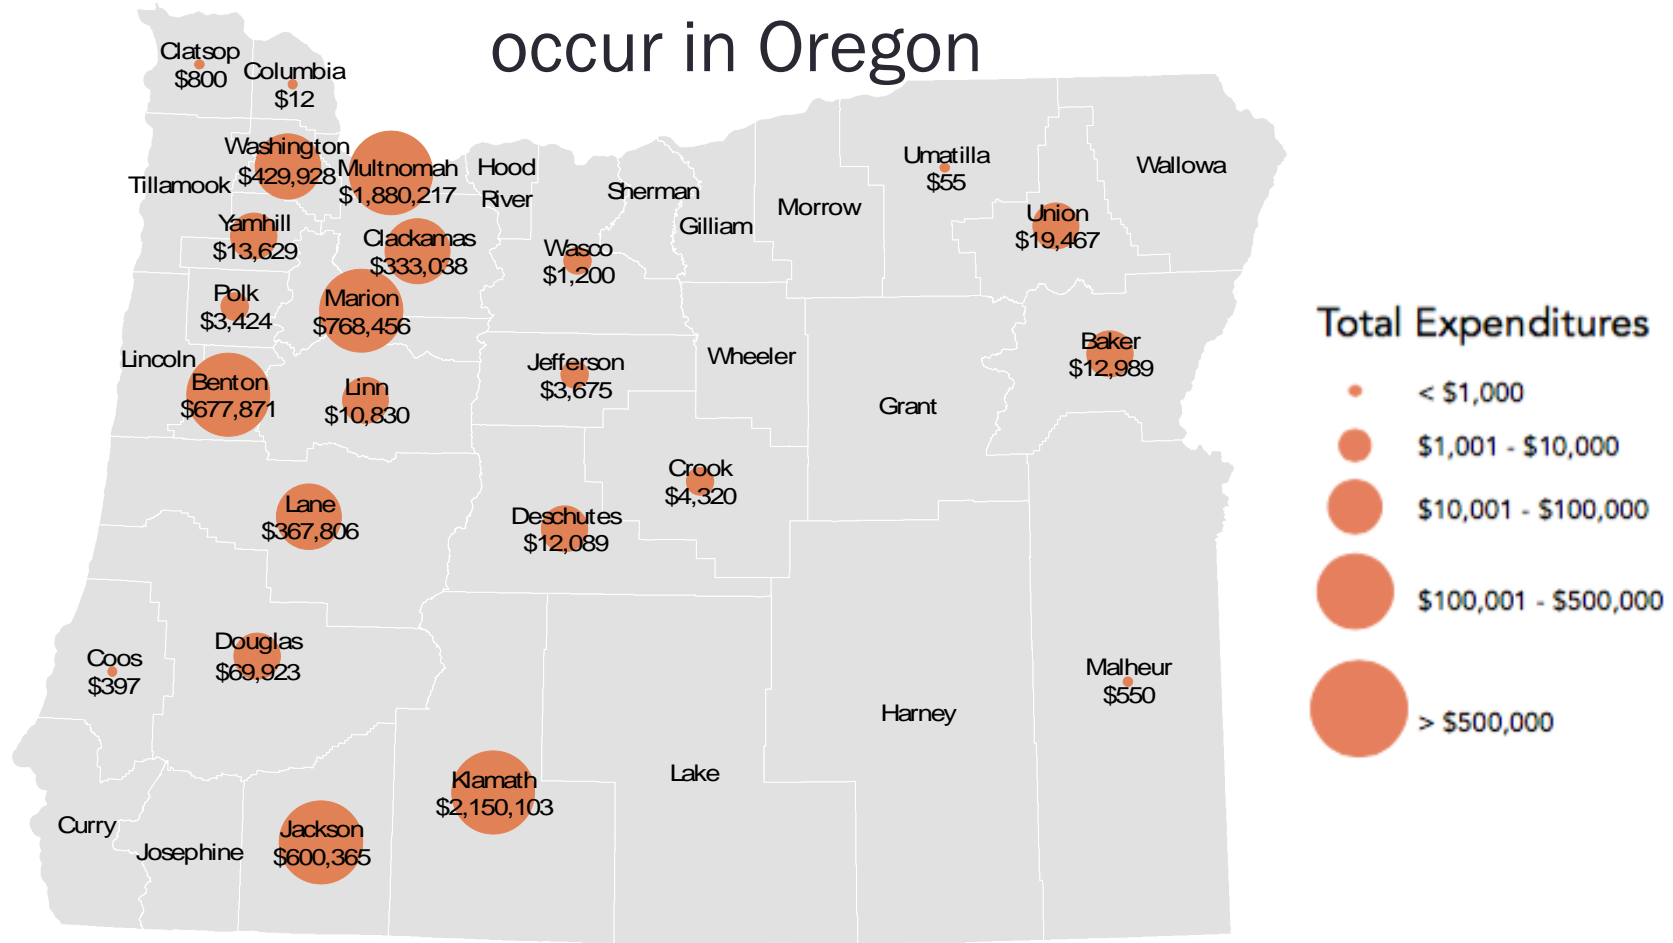 occur in Oregon
Clatsop
$800
Columbia
$12
Washington
$429,928
Multnomah
$1,880,217
Hood
River
Tillamook
Sherman
Gilliam
Morrow
Umatilla
$55
Wallowa
Union
$19,467
Yamhill
$13,629
Clackamas
$333,038
Wasco
$1,200
Polk
$3,424
Marion
$768,456
Lincoln
Benton
$677,871
Linn
$10,830
Jefferson
$3,675
Wheeler
Grant
Baker
$12,989
Lane
$367,806
Deschutes
$12,089
Crook
$4,320
Coos
$397
Douglas
$69,923
Malheur
$550
Harney
Lake
Klamath
$2,150,103
Curry
Josephine
Jackson
$600,365
Total Expenditures
< $1,000
$1,001 - $10,000
$10,001 - $100,000
$100,001 - $500,000
> $500,000